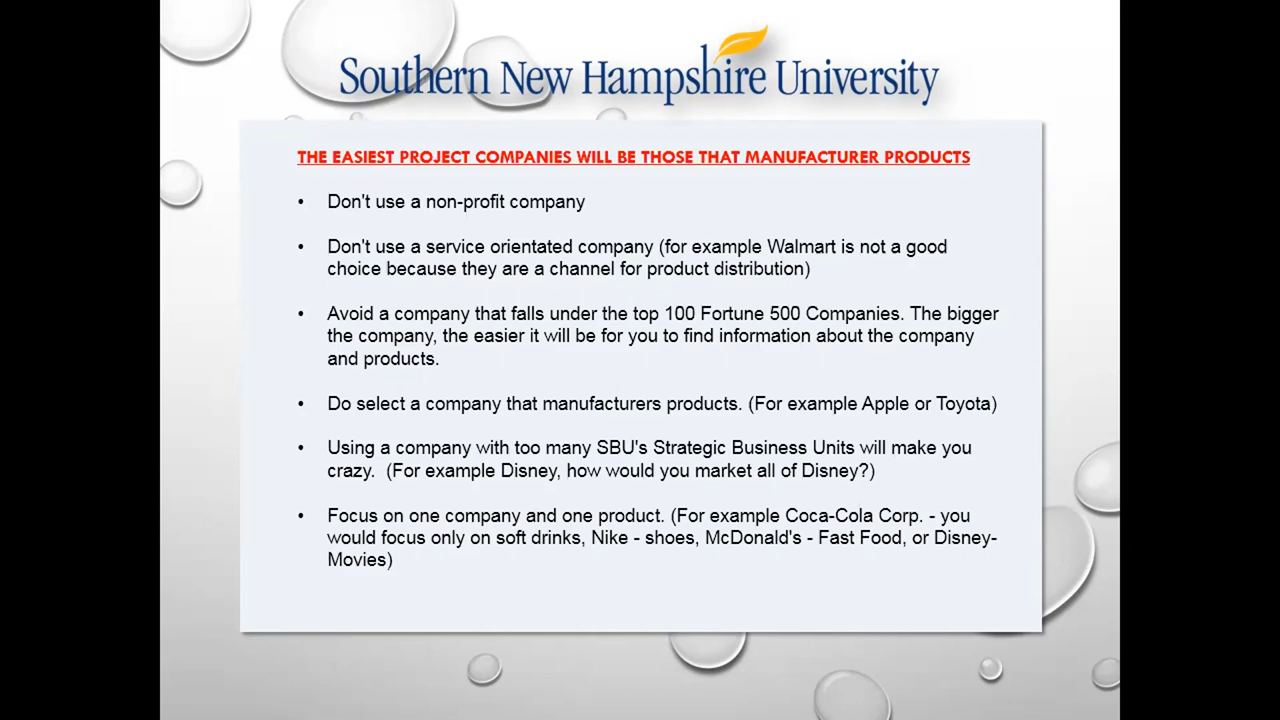 Southern New Hampshire University
THE EASIEST PROJECT COMPANIES WILL BE THOSE THAT MANUFACTURER PRODUCTS
• Don't use a non-profit company
• Don't use a service orientated company (for example Walmart is not a good
choice because they are a channel for product distribution)
• Avoid a company that falls under the top 100 Fortune 500 Companies. The bigger
the company, the easier it will be for you to find information about the company
and products.
• Do select a company that manufacturers products. (For example Apple or Toyota)
• Using a company with too many SBU's Strategic Business Units will make you
crazy.  (For example Disney, how would you market all of Disney?)
• Focus on one company and one product. (For example Coca-Cola Corp. - you
would focus only on soft drinks, Nike - shoes, McDonald's - Fast Food, or Disney-
Movies)